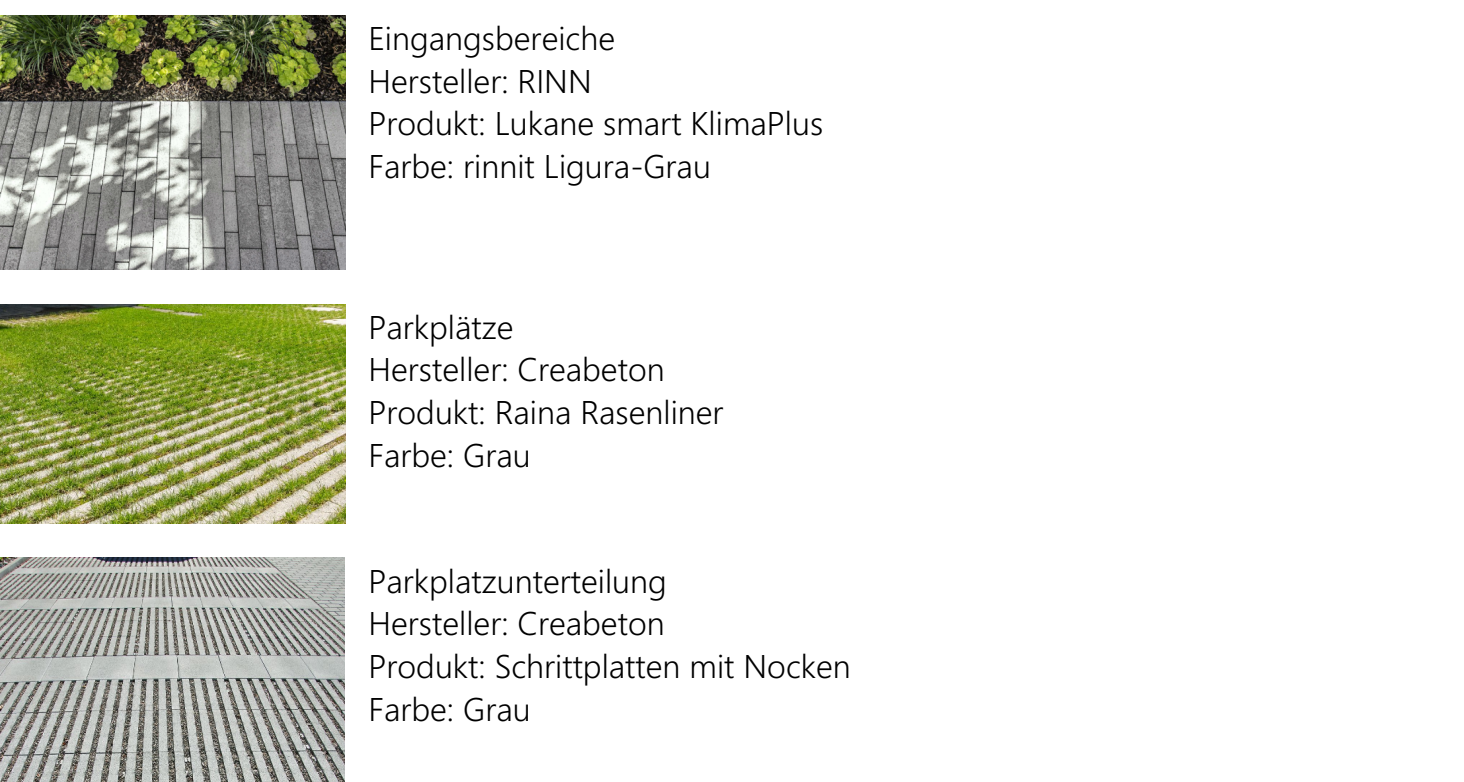 Eingangsbereiche
Hersteller: RINN
Produkt: Lukane smart KlimaPlus
Farbe: rinnit Ligura-Grau
Parkplätze
Hersteller: Creabeton
Produkt: Raina Rasenliner
Farbe: Grau
Parkplatzunterteilung
Hersteller: Creabeton
Produkt: Schrittplatten mit Nocken
Farbe: Grau